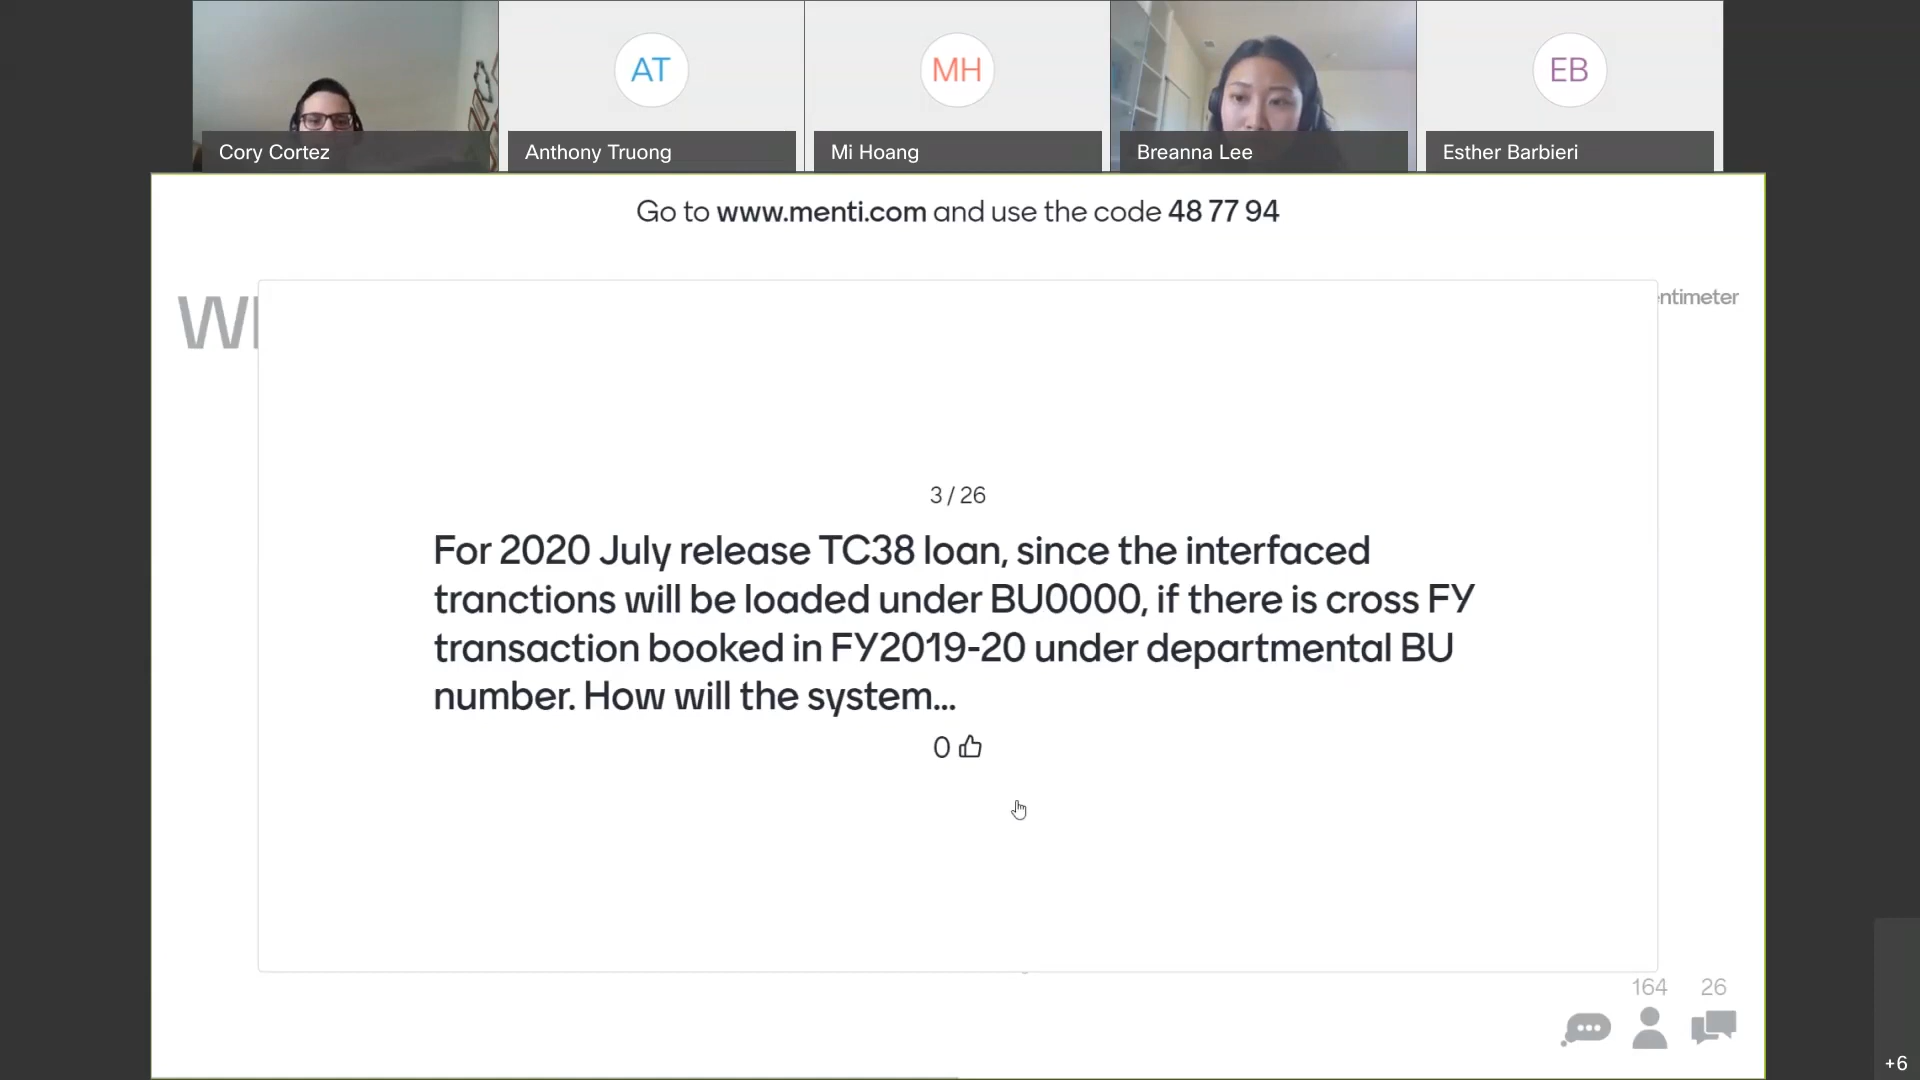 AT
MH
EB
Cory Cortez
Anthony Truong
Mi Hoang
Breanna Lee
Esther Barbieri
Go to www.menti.com and use the code 48 77 94
ntimeter
3 / 26
For 2020 July release TC38 loan, since the interfaced
tranctions will be loaded under BU0000, if there is cross FY
transaction booked in FY2019-20 under departmental BU
number. How will the system...
0
164
26
+6